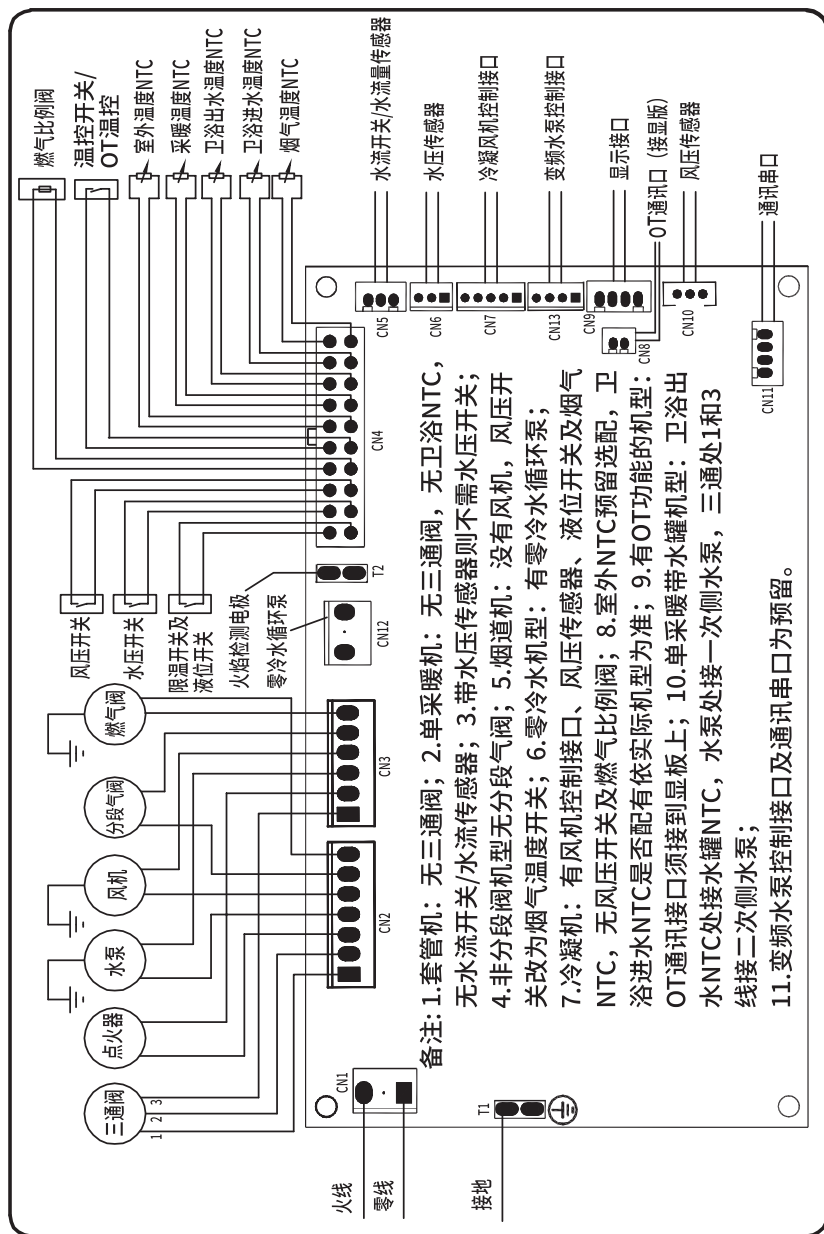 燃气比例阀
温控开关/
OT温控
室外温度NTC
采暖温度NTC
卫浴出水温度NTC
卫浴进水温度NTC
烟气温度NTC
水流开关/水流量传感器
水压传感器
冷凝风机控制接口
变频水泵控制接口
显示接口
OT通讯口（接显版）
风压传感器
通讯串口
CN5
CN6
CN7
CN13
CN9
CN8
CN10
CN11
CN4
风压开关
水压开关
限温开关及
液位开关
火焰检测电极
零冷水循环泵
T2
CN12
燃气阀
分段气阀
风机
水泵
点火器
三通阀
1
2
3
CN3
CN2
CN1
T1
火线
零线
接地
备注: 1.套管机：无三通阀；2.单采暖机：无三通阀，无卫浴NTC，
无水流开关/水流传感器；3.带水压传感器则不需水压开关；
4.非分段阀机型无分段气阀；5.烟道机：没有风机，风压开
关改为烟气温度开关；6.零冷水机型：有零冷水循环泵；
7.冷凝机：有风机控制接口、风压传感器、液位开关及烟气
NTC，无风压开关及燃气比例阀；8.室外NTC预留选配，卫
浴进水NTC是否配有依实际机型为准；9.有OT功能的机型：
OT通讯接口须接到显板上；10.单采暖带水罐机型：卫浴出
水NTC处接水罐NTC，水泵处接一次侧水泵，三通处1和3
线接二次侧水泵；
11.变频水泵控制接口及通讯串口为预留。